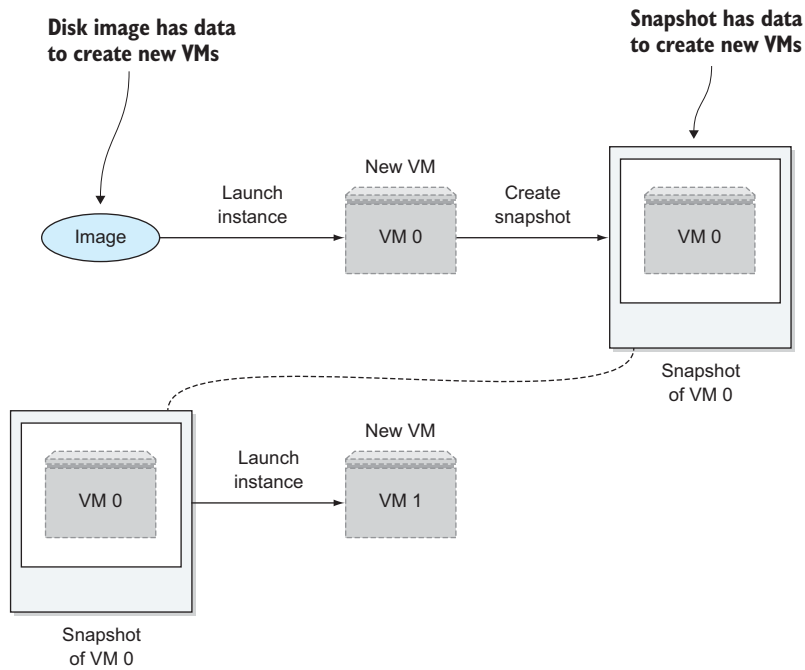 Disk image has data
to create new VMs
Snapshot has data
to create new VMs
Image
Launch
instance
New VM
VM 0
Create
snapshot
VM 0
Snapshot
of VM 0
VM 0
Snapshot
of VM 0
Launch
instance
New VM
VM 1